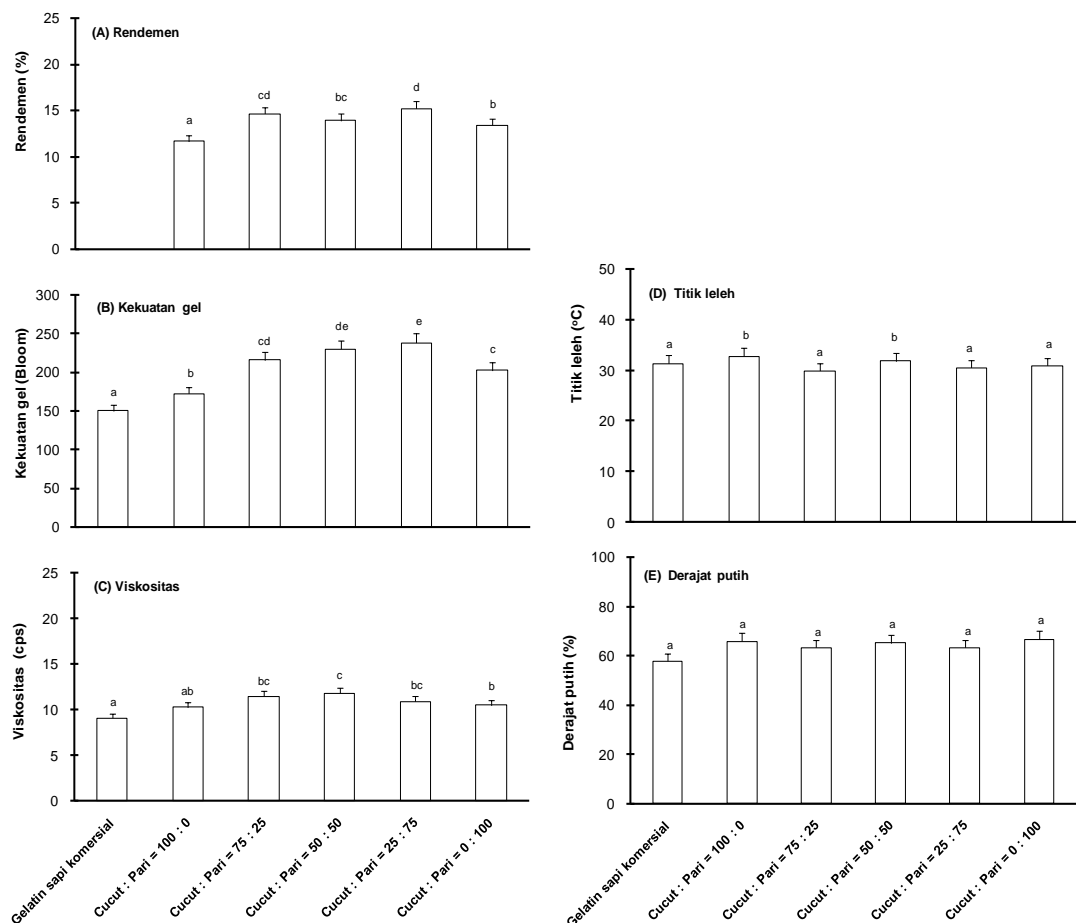 (A) Rendemen
Rendemen (%)
25
20
15
10
5
0
a
cd
bc
d
b
(B) Kekuatan gel
Kekuatan gel (Bloom)
300
250
200
150
100
50
0
a
b
cd
de
e
c
(C) Viskositas
Viskositas (cps)
25
20
15
10
5
0
a
ab
bc
c
bc
b
Gelatin sapi komersial
Cucut : Pari = 100 : 0
Cucut : Pari = 75 : 25
Cucut : Pari = 50 : 50
Cucut : Pari = 25 : 75
Cucut : Pari = 0 : 100
(D) Titik leleh
Titik leleh (°C)
50
40
30
20
10
0
a
b
a
b
a
a
(E) Derajat putih
Derajat putih (%)
100
80
60
40
20
0
a
a
a
a
a
a
Gelatin sapi komersial
Cucut : Pari = 100 : 0
Cucut : Pari = 75 : 25
Cucut : Pari = 50 : 50
Cucut : Pari = 25 : 75
Cucut : Pari = 0 : 100